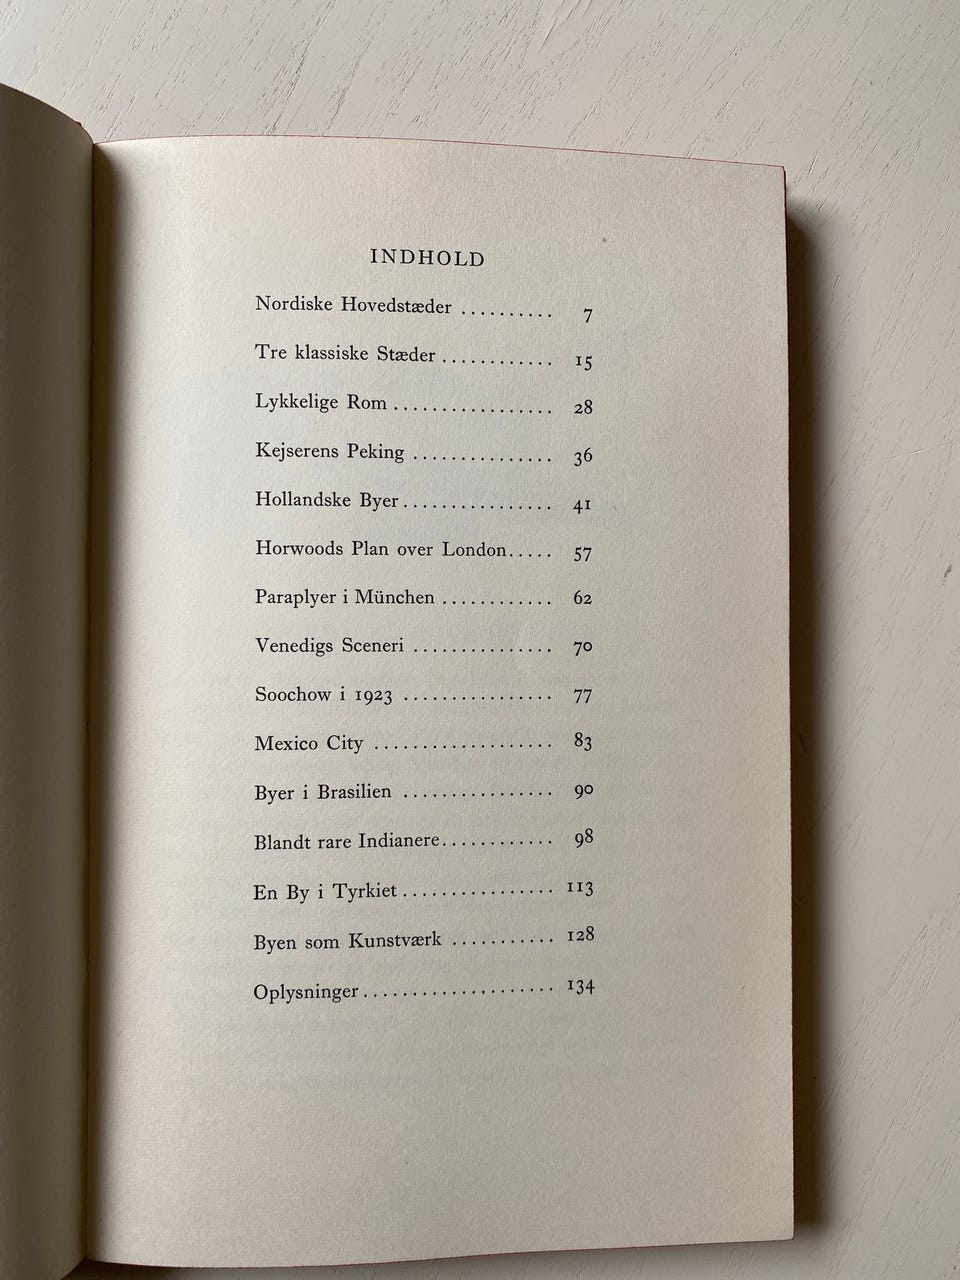 INDHOLD
Nordiske Hovedstæder .......... 7
Tre klassiske Stæder ............ 15
Lykkelige Rom ................. 28
Kejserens Peking ............... 36
Hollandske Byer ................ 41
Horwoods Plan over London..... 57
Paraplyer i München ............ 62
Venedigs Sceneri ............... 70
Soochow i 1923 ................ 77
Mexico City ................... 83
Byer i Brasilien ................ 90
Blandt rare Indianere............ 98
En By i Tyrkiet ................ 113
Byen som Kunstværk ........... 128
Oplysninger.................... 134